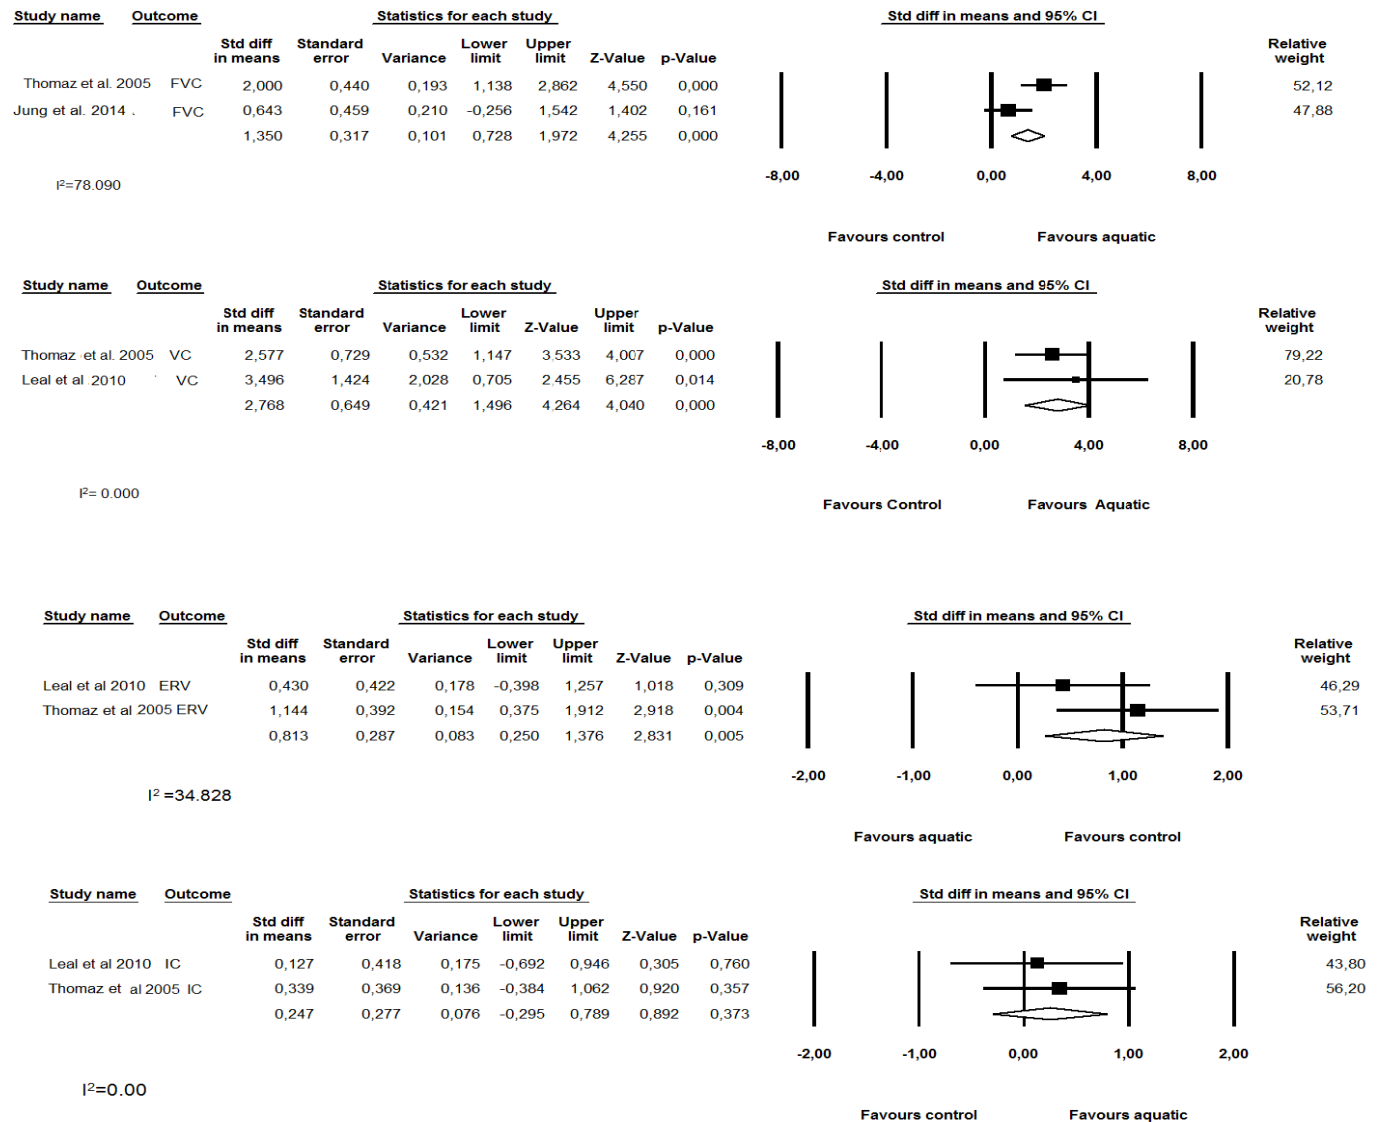 Study name Outcome Statistics for each study Std diff in means and 95% CI
Std diff in means Standard error Variance Lower limit Upper limit Z-Value p-Value Relative weight
Thomaz et al. 2005 FVC 2,000 0,440 0,193 1,138 2,862 4,550 0,000 52,12
Jung et al. 2014 . FVC 0,643 0,459 0,210 -0,256 1,542 1,402 0,161 47,88
1,350 0,317 0,101 0,728 1,972 4,255 0,000
-8,00 -4,00 0,00 4,00 8,00
I²=78.090
Favours control Favours aquatic
Study name Outcome Statistics for each study Std diff in means and 95% CI
Std diff in means Standard error Variance Lower limit Z-Value Upper limit p-Value Relative weight
Thomaz et al. 2005 VC 2,577 0,729 0,532 1,147 3,533 4,007 0,000 79,22
Leal et al 2010 VC 3,496 1,424 2,028 0,705 2,455 6,287 0,014 20,78
2,768 0,649 0,421 1,496 4,264 4,040 0,000
-8,00 -4,00 0,00 4,00 8,00
I²= 0.000
Favours Control Favours Aquatic
Study name Outcome Statistics for each study Std diff in means and 95% CI
Std diff in means Standard error Variance Lower limit Upper limit Z-Value p-Value Relative weight
Leal et al 2010 ERV 0,430 0,422 0,178 -0,398 1,257 1,018 0,309 46,29
Thomaz et al 2005 ERV 1,144 0,392 0,154 0,375 1,912 2,918 0,004 53,71
0,813 0,287 0,083 0,250 1,376 2,831 0,005
-2,00 -1,00 0,00 1,00 2,00
I² =34.828
Favours aquatic Favours control
Study name Outcome Statistics for each study Std diff in means and 95% CI
Std diff in means Standard error Variance Lower limit Upper limit Z-Value p-Value Relative weight
Leal et al 2010 IC 0,127 0,418 0,175 -0,692 0,946 0,305 0,760 43,80
Thomaz et al 2005 IC 0,339 0,369 0,136 -0,384 1,062 0,920 0,357 56,20
0,247 0,277 0,076 -0,295 0,789 0,892 0,373
-2,00 -1,00 0,00 1,00 2,00
I²=0.00
Favours control Favours aquatic